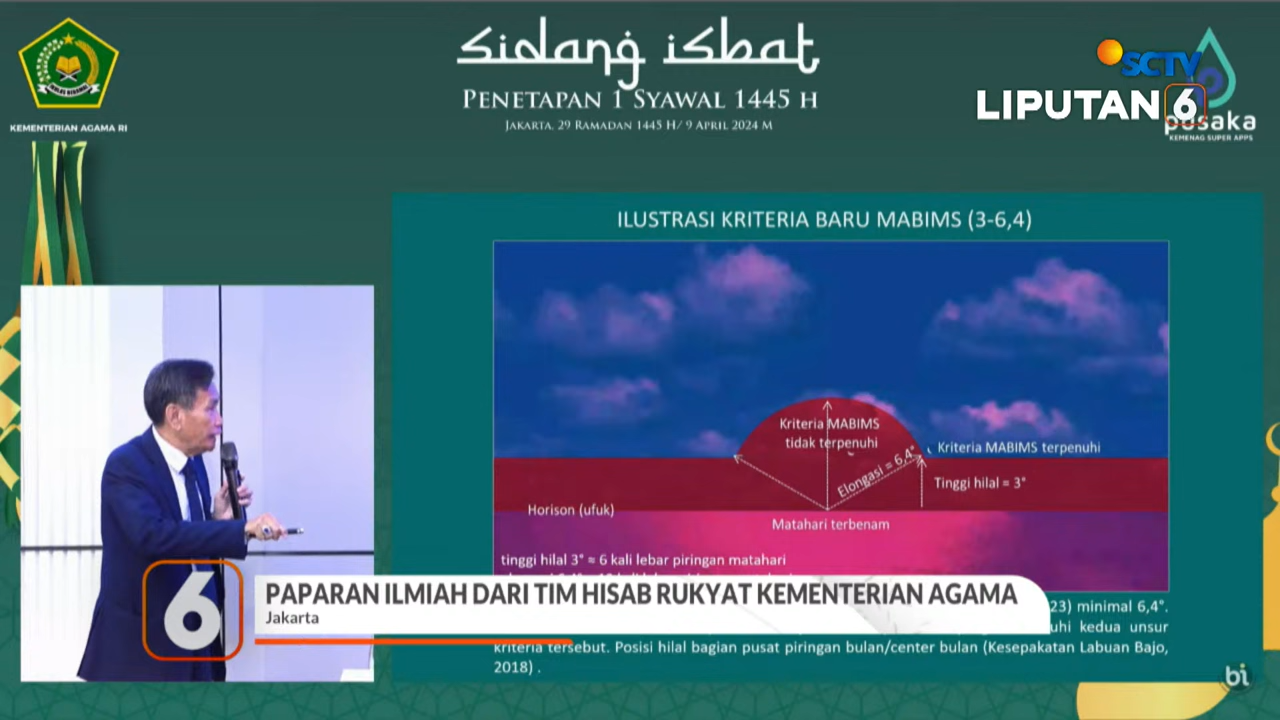 KEMENTERIAN AGAMA RI
sidang isbat
PENETAPAN 1 SYAWAL 1445 H
JAKARTA, 29 RAMADAN 1445 H/ 9 APRIL 2024 M
SCTV
LIPUTAN 6
pusaka
KEMENAG SUPER APPS
ILUSTRASI KRITERIA BARU MABIMS (3-6,4)
Kriteria MABIMS
tidak terpenuhi
Kriteria MABIMS terpenuhi
Elongasi = 6,4°
Tinggi hilal = 3°
Horison (ufuk)
Matahari terbenam
tinggi hilal 3° ≈ 6 kali lebar piringan matahari
6
PAPARAN ILMIAH DARI TIM HISAB RUKYAT KEMENTERIAN AGAMA
Jakarta
23) minimal 6,4°.
uhi kedua unsur
kriteria tersebut. Posisi hilal bagian pusat piringan bulan/center bulan (Kesepakatan Labuan Bajo,
2018) .
bi